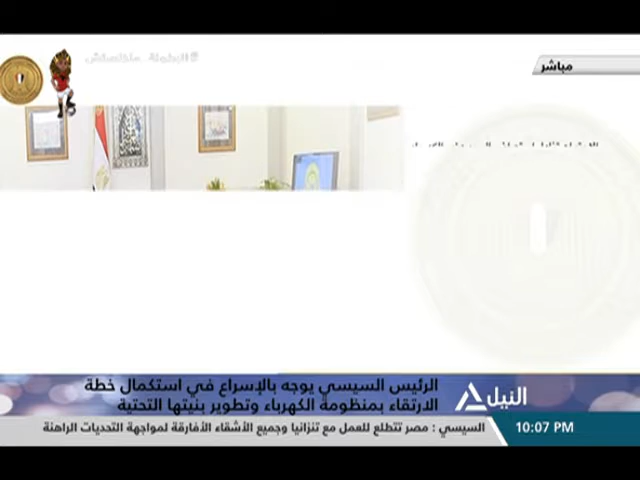 #البطولة_مابتتسابش
مباشر
الرئيس السيسي يوجه بالإسراع في استكمال خطة
الارتقاء بمنظومة الكهرباء وتطوير بنيتها التحتية
النيل
السيسي : مصر تتطلع للعمل مع تنزانيا وجميع الأشقاء الأفارقة لمواجهة التحديات الراهنة
10:07 PM